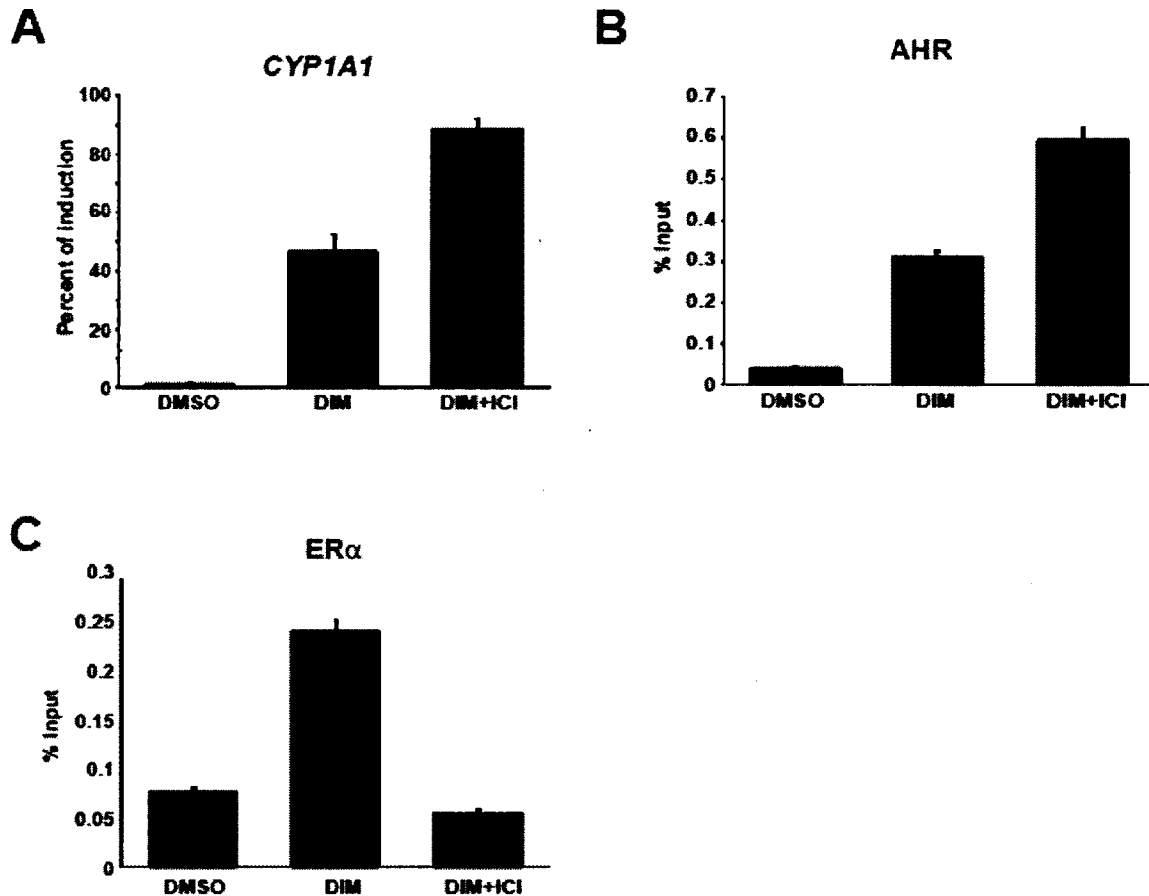 A
CYP1A1
Percent of induction
100
80
60
40
20
0
DMSO
DIM
DIM+ICI
B
AHR
% Input
0.7
0.6
0.5
0.4
0.3
0.2
0.1
0
DMSO
DIM
DIM+ICI
C
ERα
% Input
0.3
0.25
0.2
0.15
0.1
0.05
0
DMSO
DIM
DIM+ICI